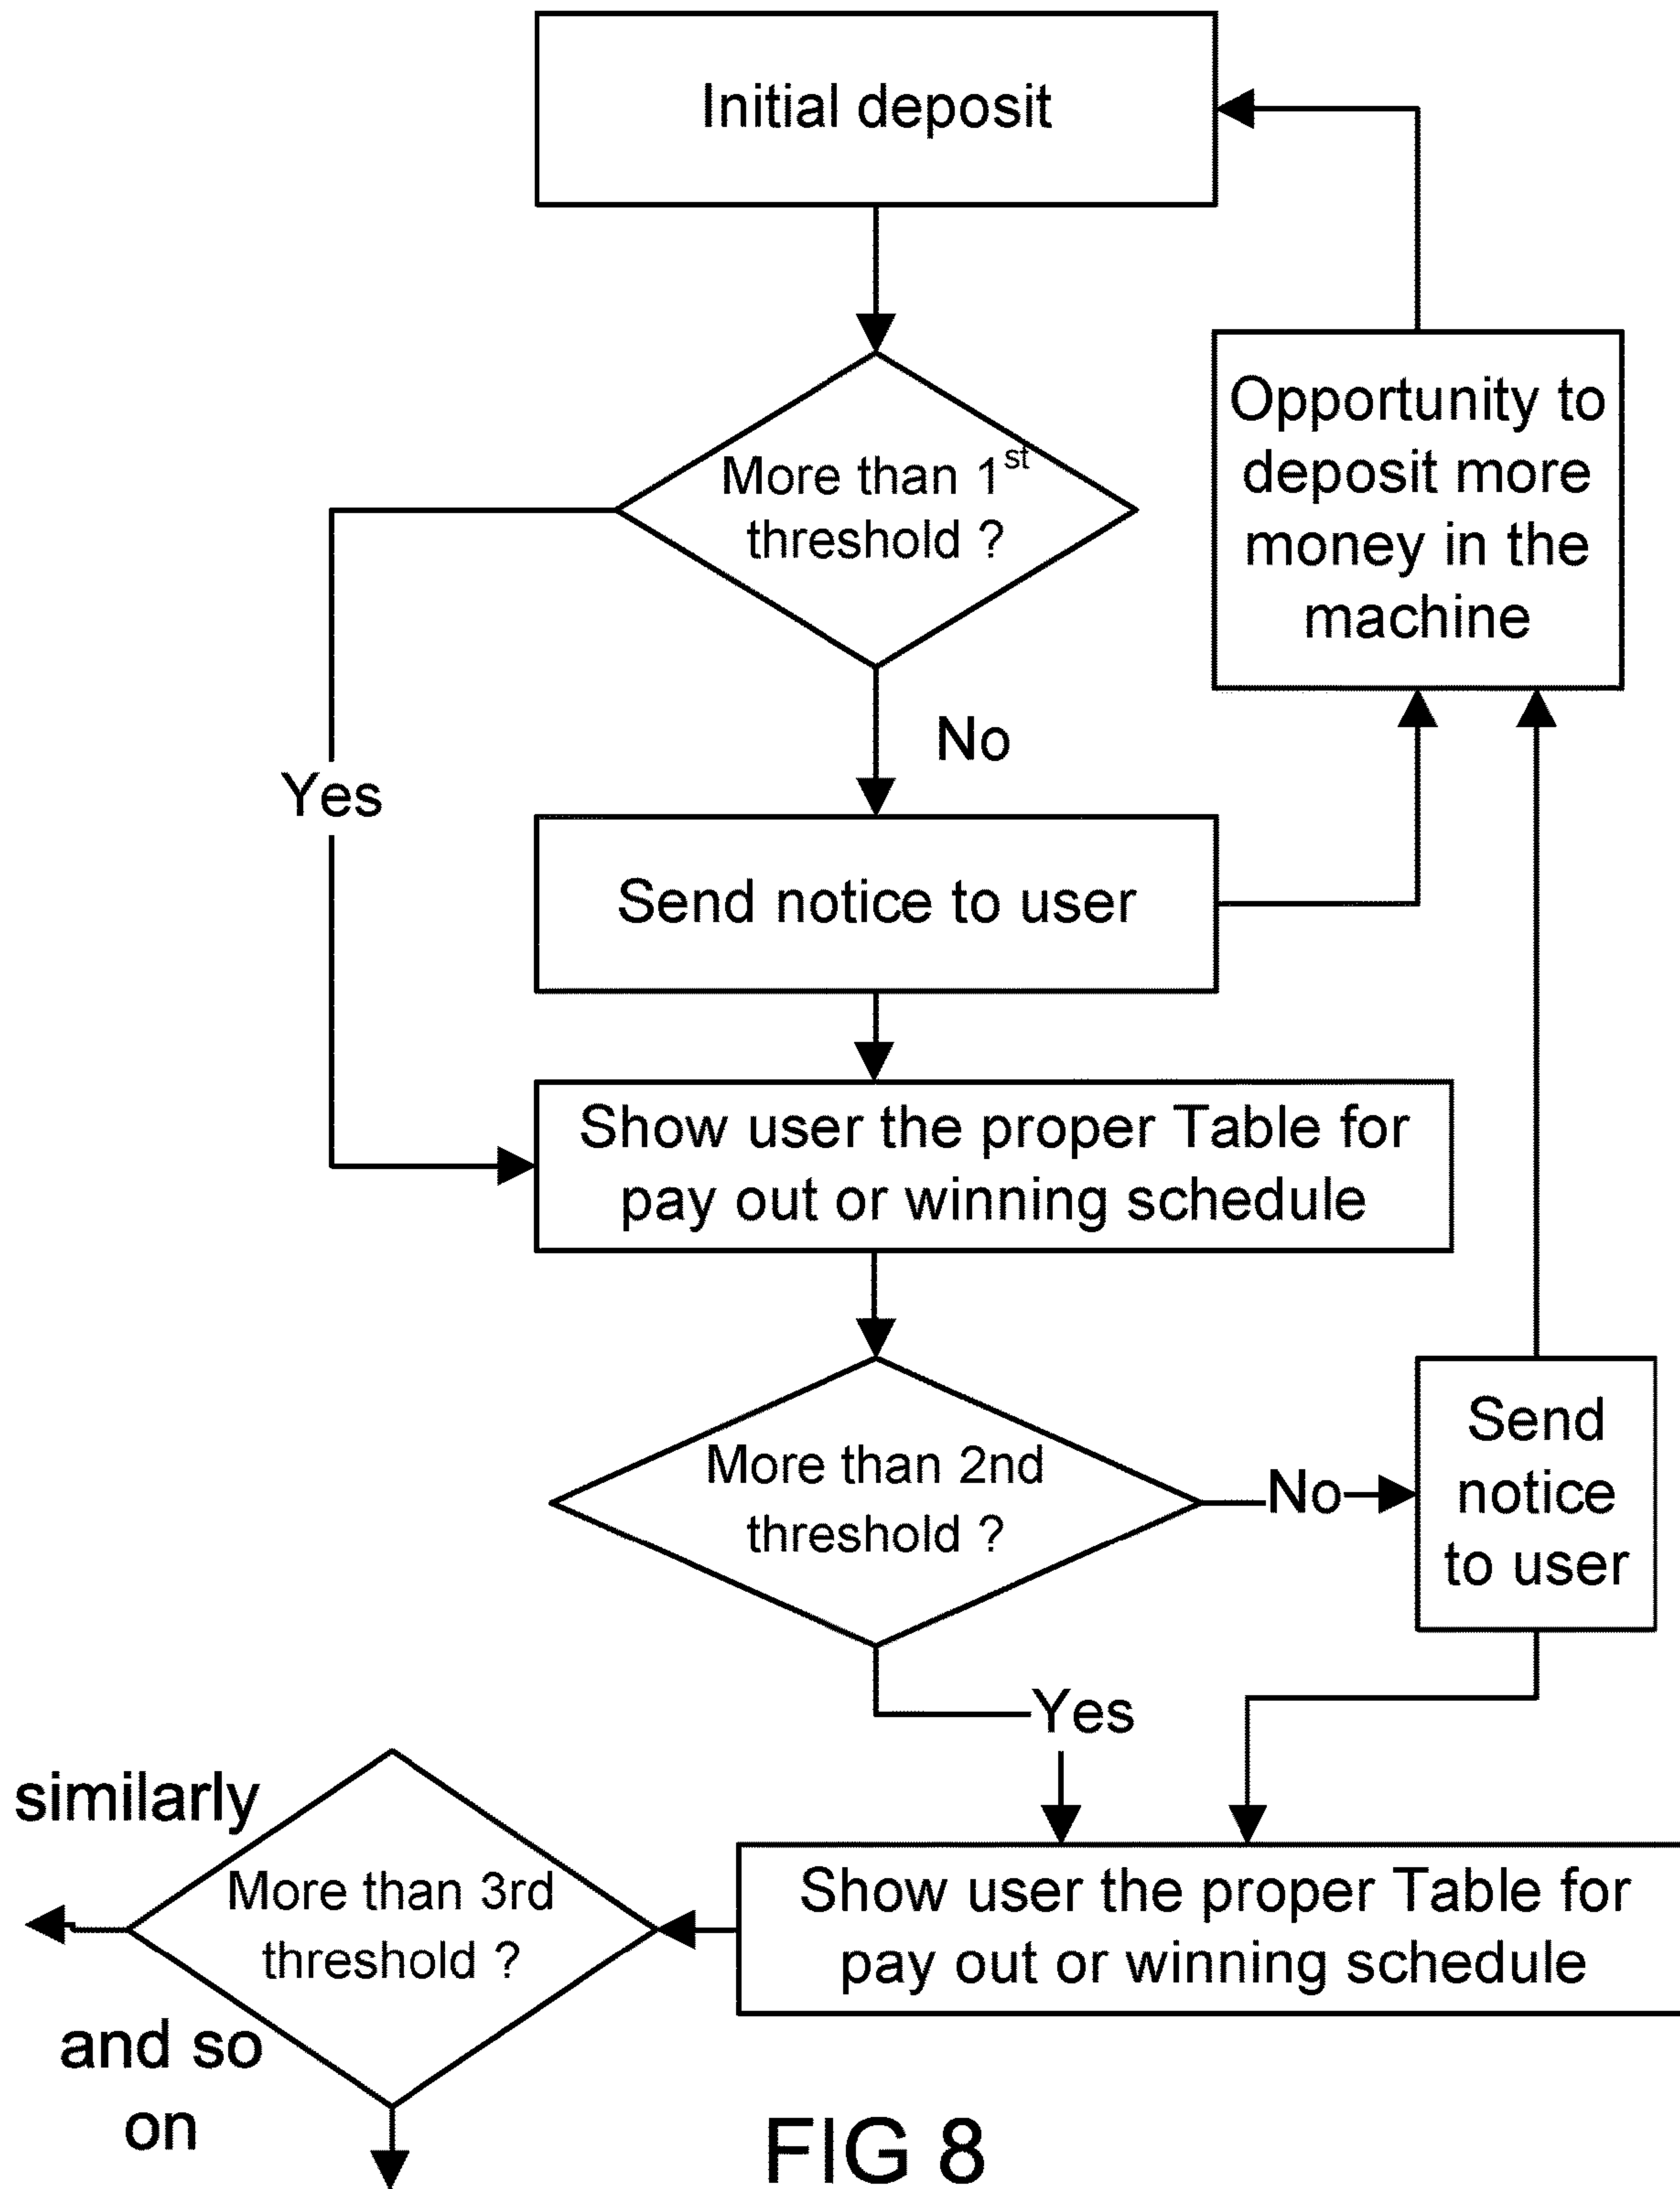 Initial deposit
Opportunity to
deposit more
money in the
machine
More than 1st
threshold ?
No
Yes
Send notice to user
Show user the proper Table for
pay out or winning schedule
More than 2nd
threshold ?
No
Send
notice
to user
Yes
similarly
More than 3rd
threshold ?
Show user the proper Table for
pay out or winning schedule
and so
on
FIG 8